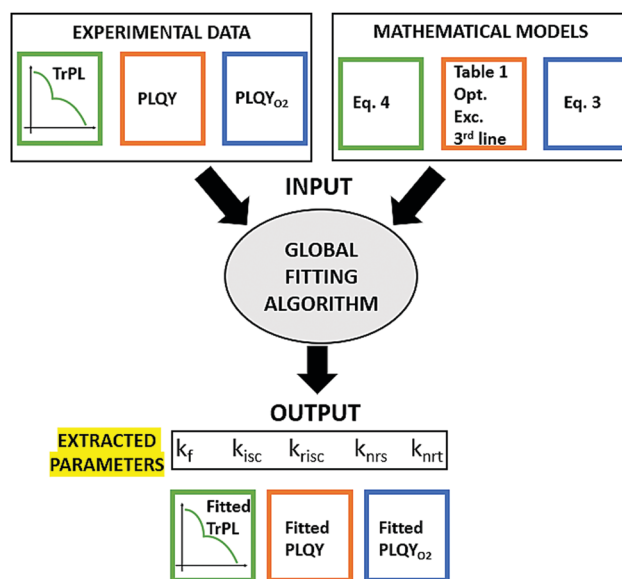 EXPERIMENTAL DATA
TrPL
PLQY
PLQYO2
MATHEMATICAL MODELS
Eq. 4
Table 1
Opt.
Exc.
3rd line
Eq. 3
INPUT
GLOBAL
FITTING
ALGORITHM
OUTPUT
EXTRACTED
PARAMETERS
kf kisc krisc knrs knrt
Fitted
TrPL
Fitted
PLQY
Fitted
PLQYO2